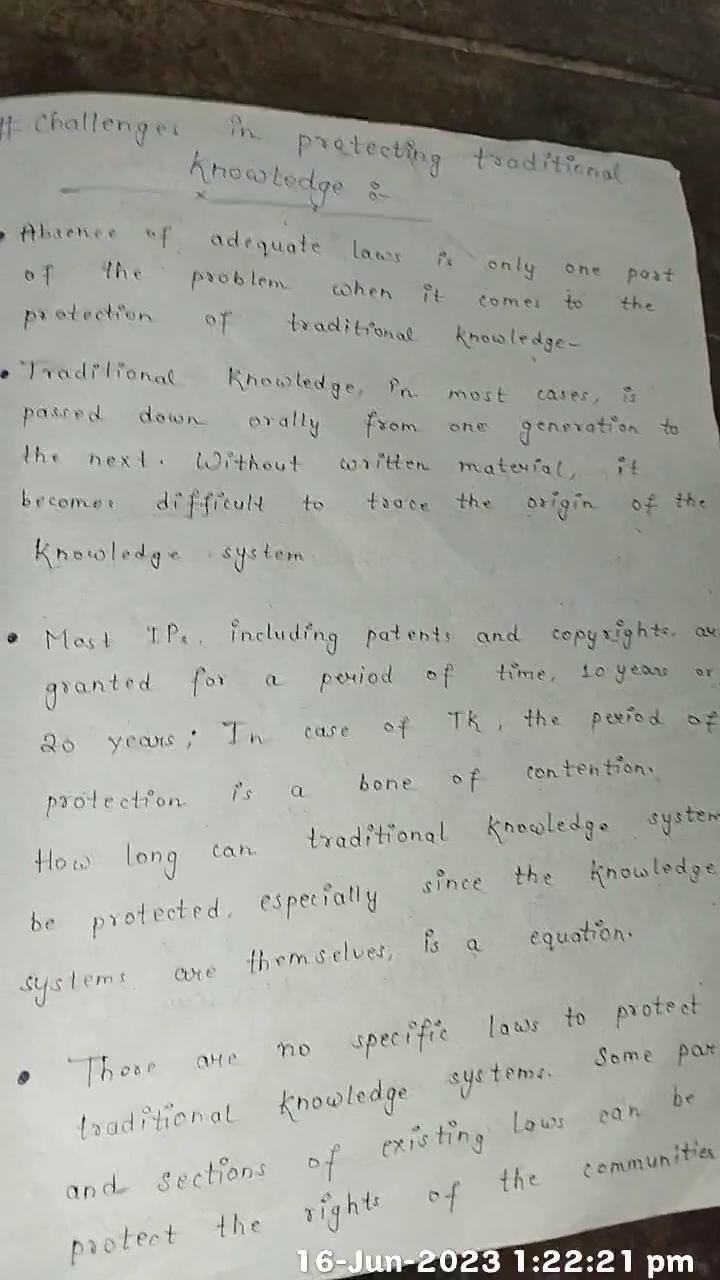 # Challenges in protecting traditional
Knowledge :-
• Absence of adequate laws is only one part
of the problem when it comes to the
protection of traditional Knowledge-
• Traditional Knowledge, in most cases, is
passed down orally from one generation to
the next. Without written material, it
becomes difficult to trace the origin of the
Knowledge system
• Most IPs, including patents and copyrights, are
granted for a period of time, 10 years or
20 years; In case of TK, the period of
protection is a bone of contention.
How long can traditional Knowledge system
be protected, especially since the knowledge
systems are themselves, is a equation.
• There are no specific laws to protect
traditional Knowledge systems. Some par
and sections of existing Laws can be
protect the rights of the communities
16-Jun-2023 1:22:21 pm